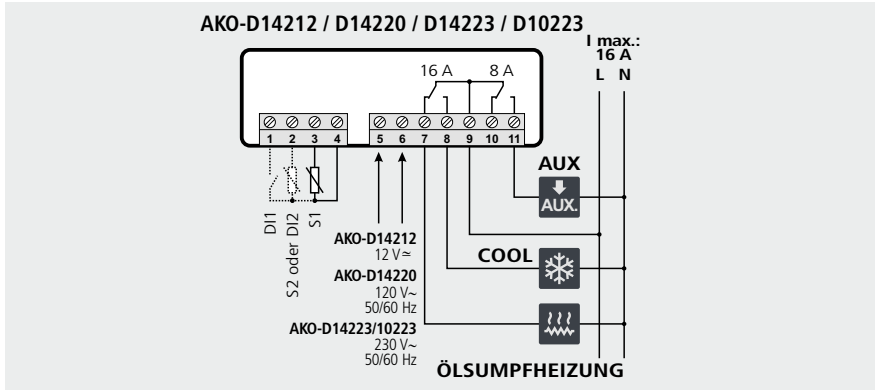 AKO-D14212 / D14220 / D14223 / D10223
I max.:
16 A
L N
16 A 8 A
1 2 3 4 5 6 7 8 9 10 11
DI1
S2 oder DI2
S1
AKO-D14212
12 V≃
AKO-D14220
120 V~
50/60 Hz
AKO-D14223/10223
230 V~
50/60 Hz
AUX
AUX.
COOL
ÖLSUMPFHEIZUNG